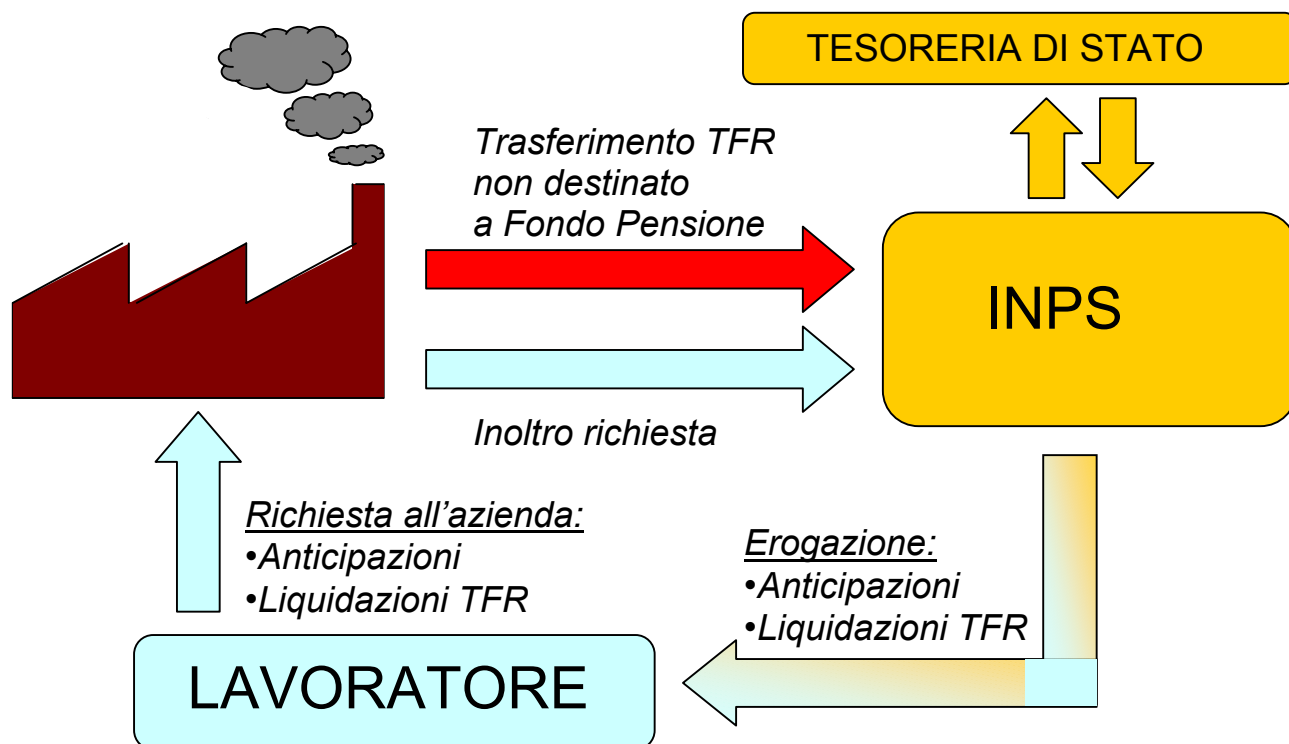 TESORERIA DI STATO
Trasferimento TFR
non destinato
a Fondo Pensione
INPS
Inoltro richiesta
Richiesta all’azienda:
•Anticipazioni
•Liquidazioni TFR
Erogazione:
•Anticipazioni
•Liquidazioni TFR
LAVORATORE